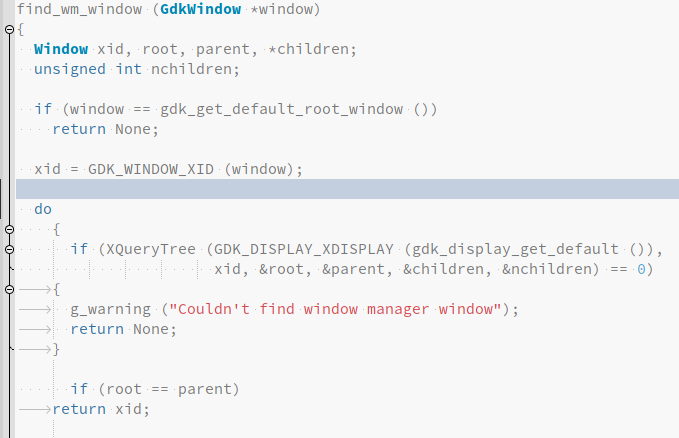 find_wm_window (GdkWindow *window)
{
  Window xid, root, parent, *children;
  unsigned int nchildren;

  if (window == gdk_get_default_root_window ())
    return None;

  xid = GDK_WINDOW_XID (window);

  do
    {
      if (XQueryTree (GDK_DISPLAY_XDISPLAY (gdk_display_get_default ()),
                      xid, &root, &parent, &children, &nchildren) == 0)
	{
	  g_warning ("Couldn't find window manager window");
	  return None;
	}

      if (root == parent)
	return xid;